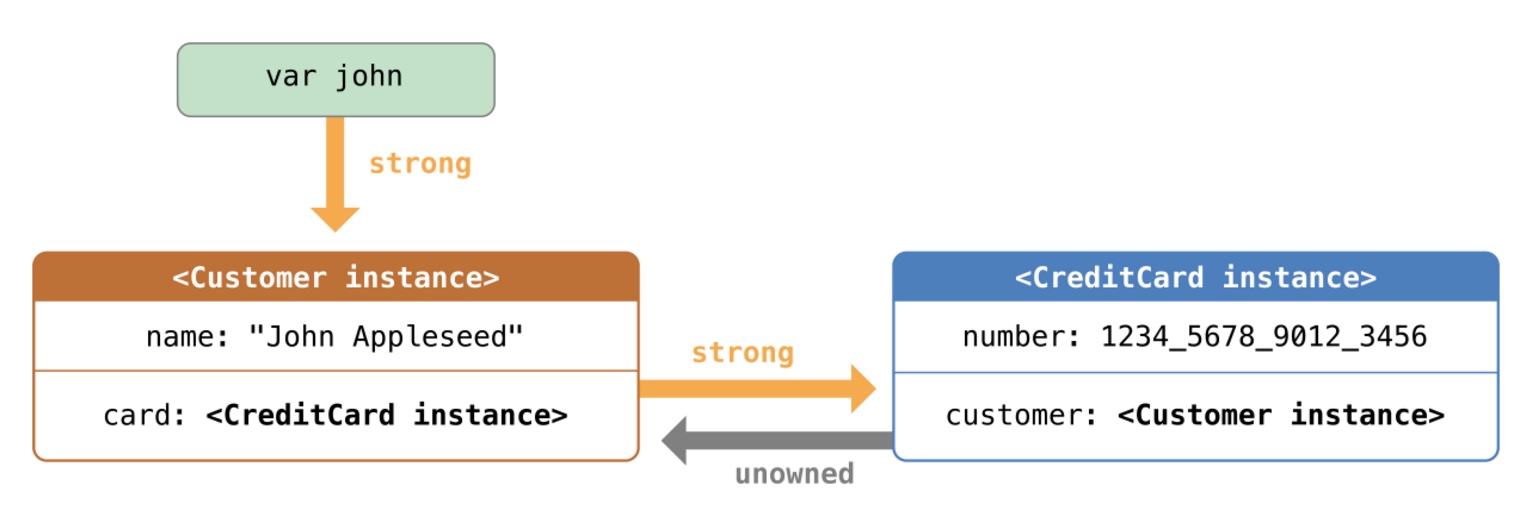 var john
strong
<Customer instance>
<CreditCard instance>
name: "John Appleseed"
number: 1234_5678_9012_3456
strong
card: <CreditCard instance>
customer: <Customer instance>
unowned